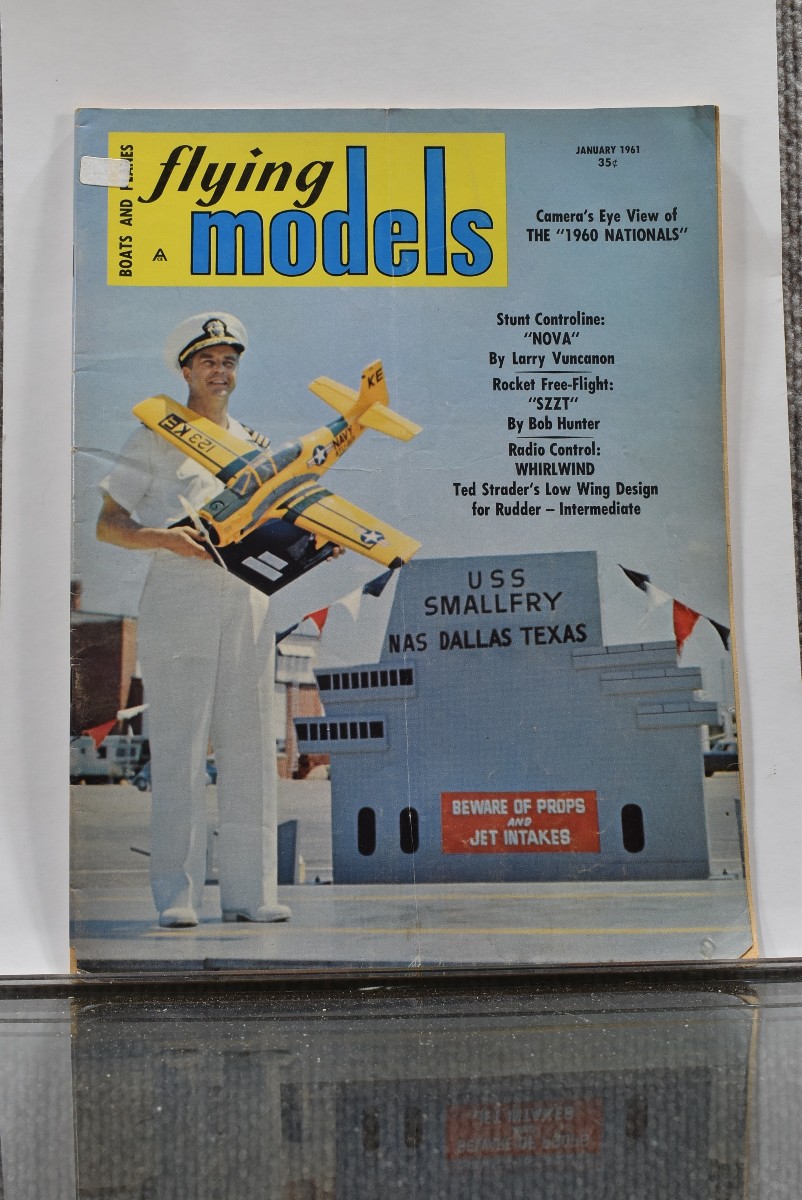 BOATS AND PLANES
flying
models
JANUARY 1961
35¢
Camera's Eye View of
THE "1960 NATIONALS"
Stunt Controline:
"NOVA"
By Larry Vuncanon
Rocket Free-Flight:
"SZZT"
By Bob Hunter
Radio Control:
WHIRLWIND
Ted Strader's Low Wing Design
for Rudder – Intermediate
KE
123KE
NAVY
USS
SMALLFRY
NAS DALLAS TEXAS
BEWARE OF PROPS
AND
JET INTAKES